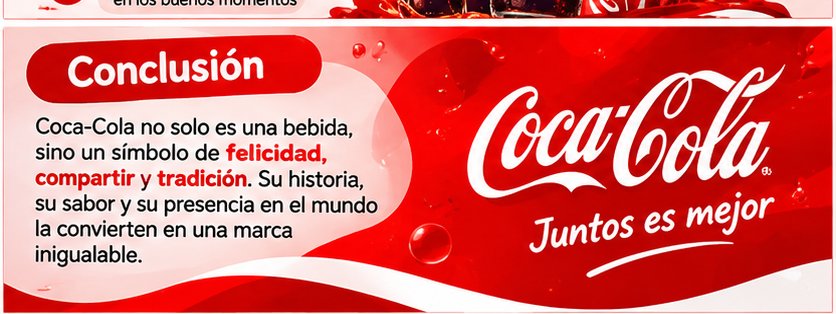 en los buenos momentos
Conclusión
Coca-Cola no solo es una bebida,
sino un símbolo de felicidad,
compartir y tradición. Su historia,
su sabor y su presencia en el mundo
la convierten en una marca
inigualable.
Coca-Cola
Juntos es mejor